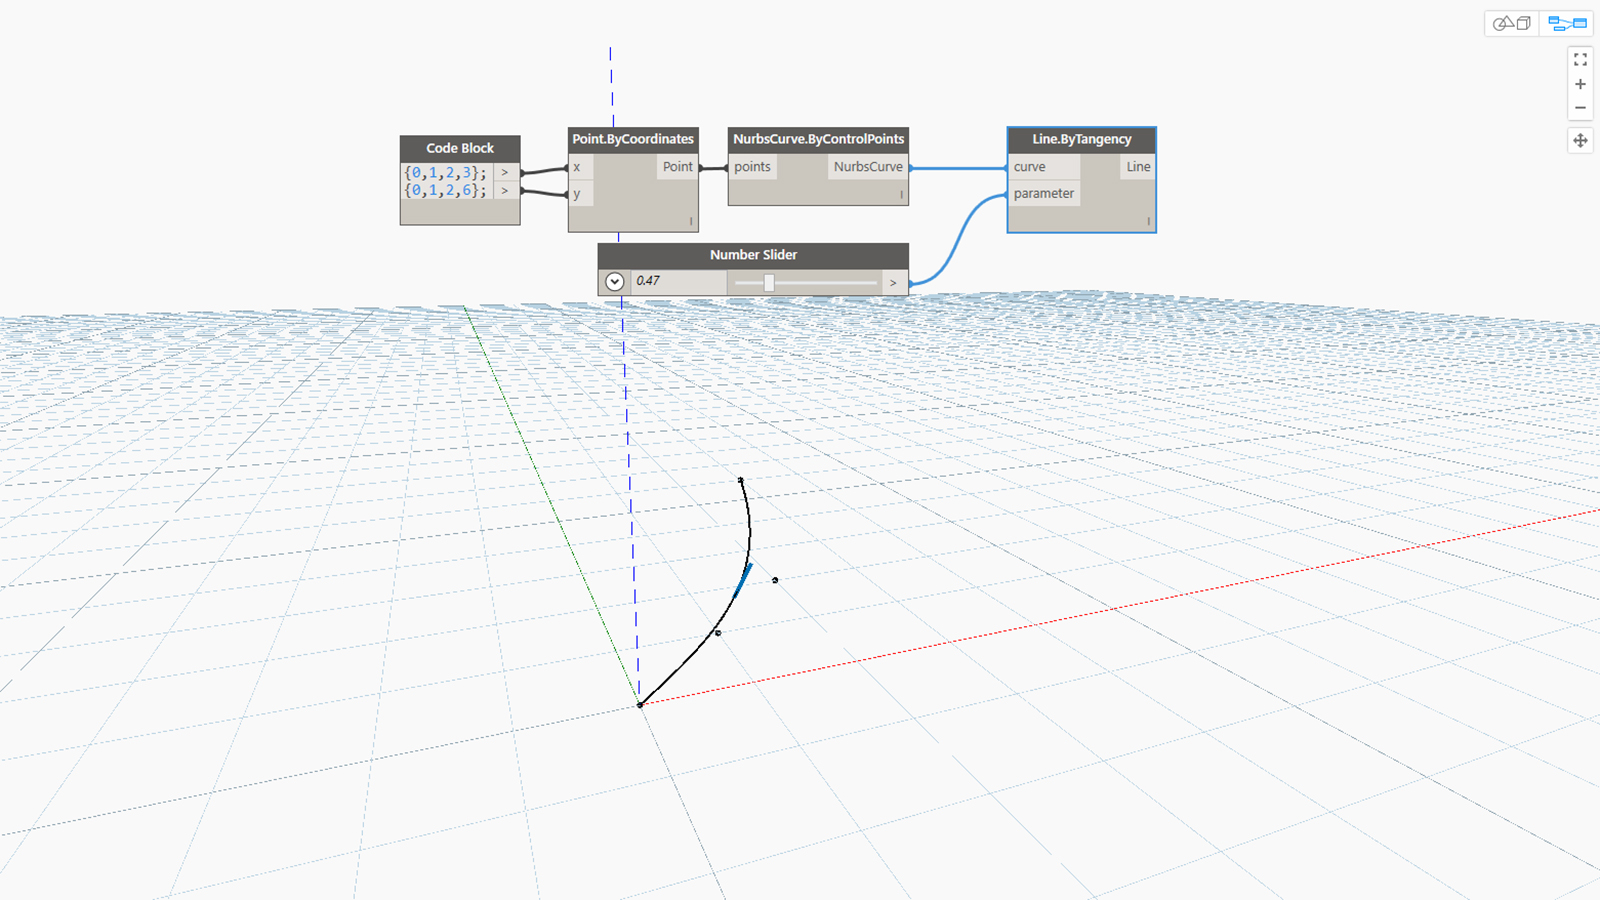 Code Block
{0,1,2,3}; >
{0,1,2,6}; >
Point.ByCoordinates
x Point
y
l
NurbsCurve.ByControlPoints
points NurbsCurve
l
Line.ByTangency
curve Line
parameter
l
Number Slider
0.47 >